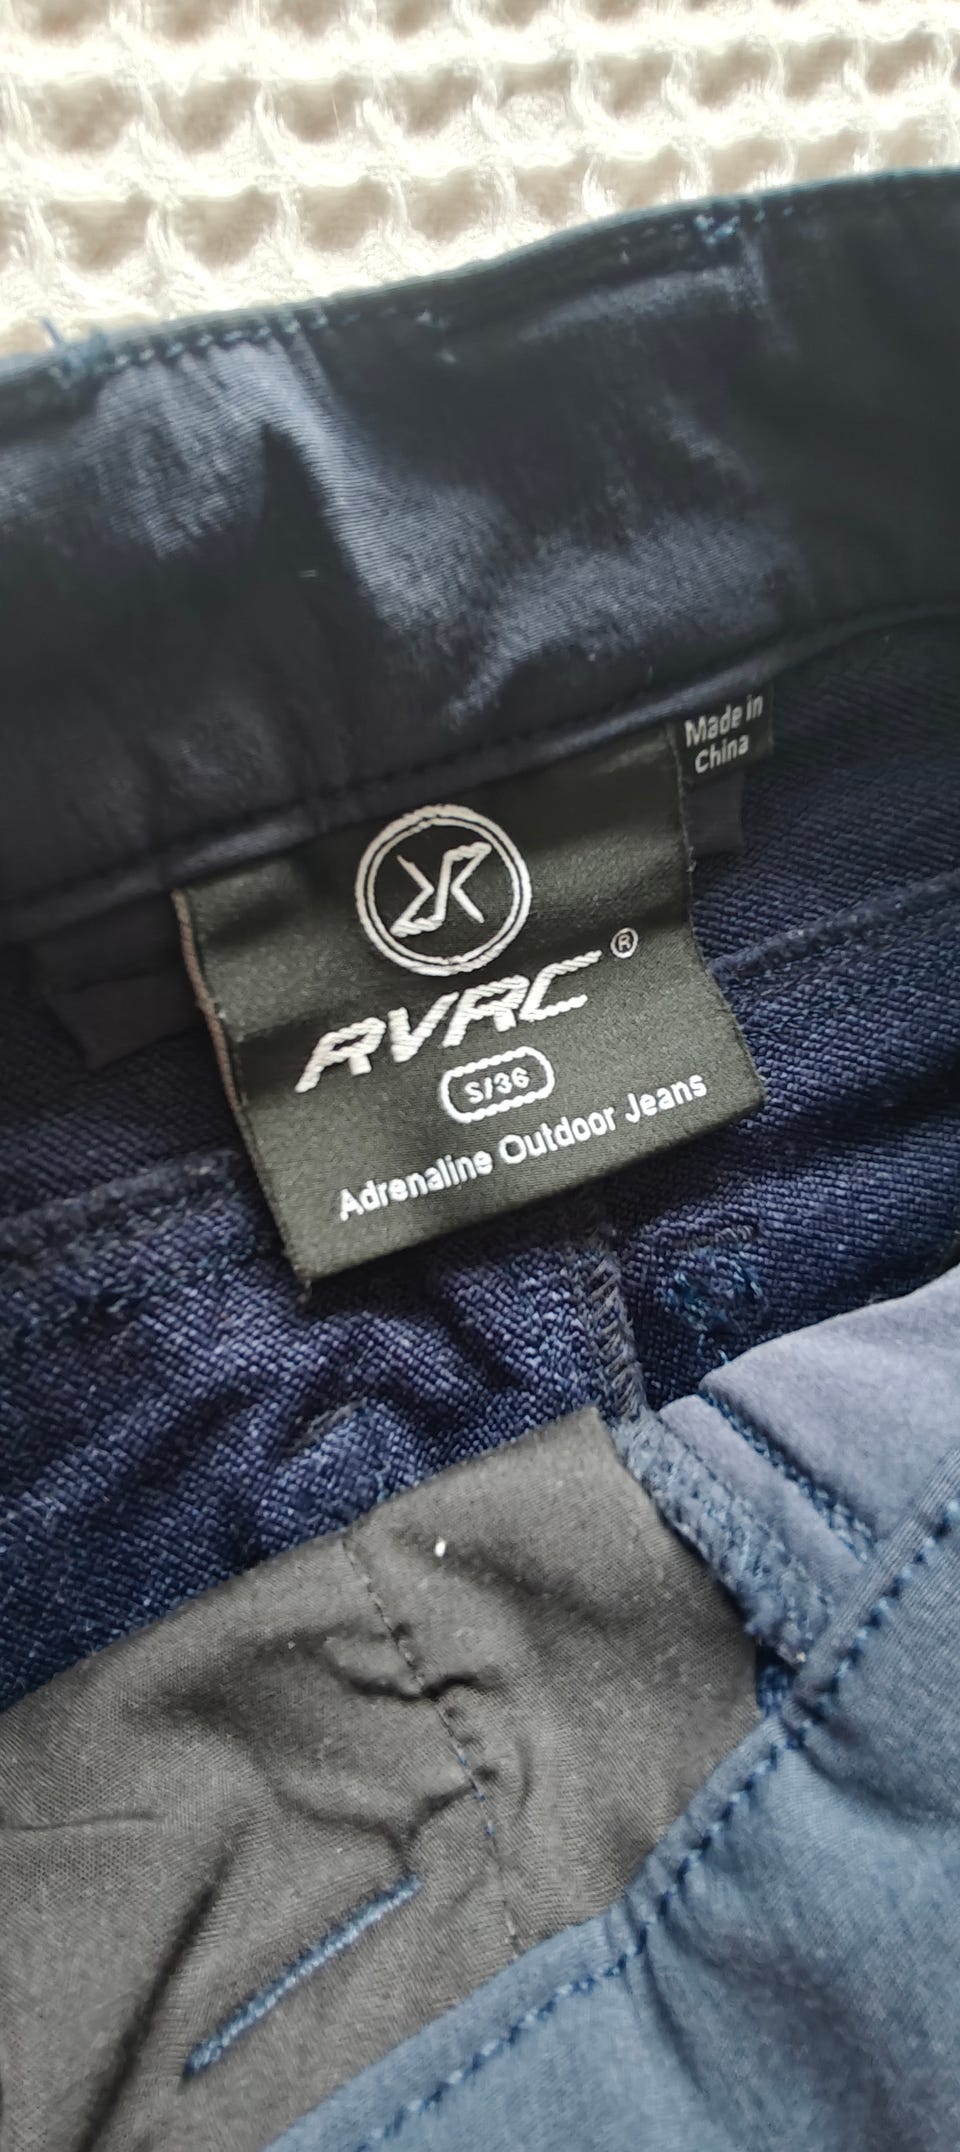 Made in
China
RVRC®
S/36
Adrenaline Outdoor Jeans